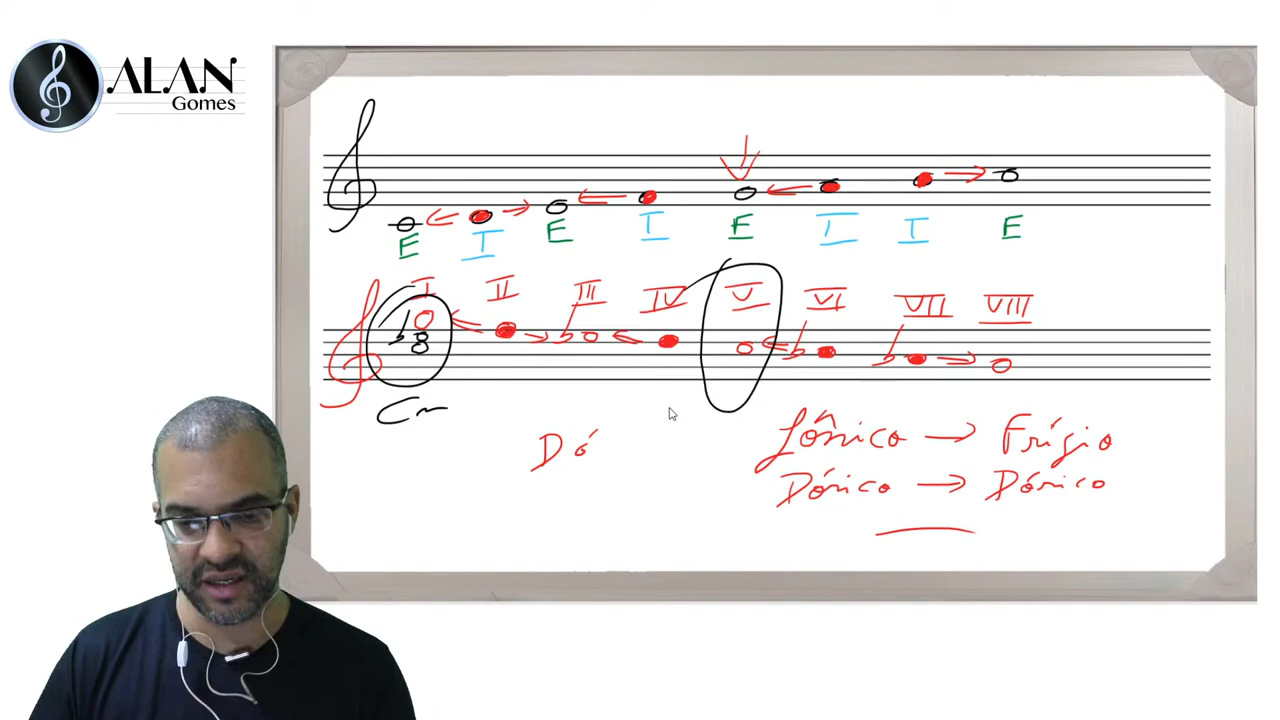 ALAN
Gomes
E I E I E I I E
I II III IV V VI VII VIII
Cm
Dó
Jônico → Frígio
Dórico → Dórico